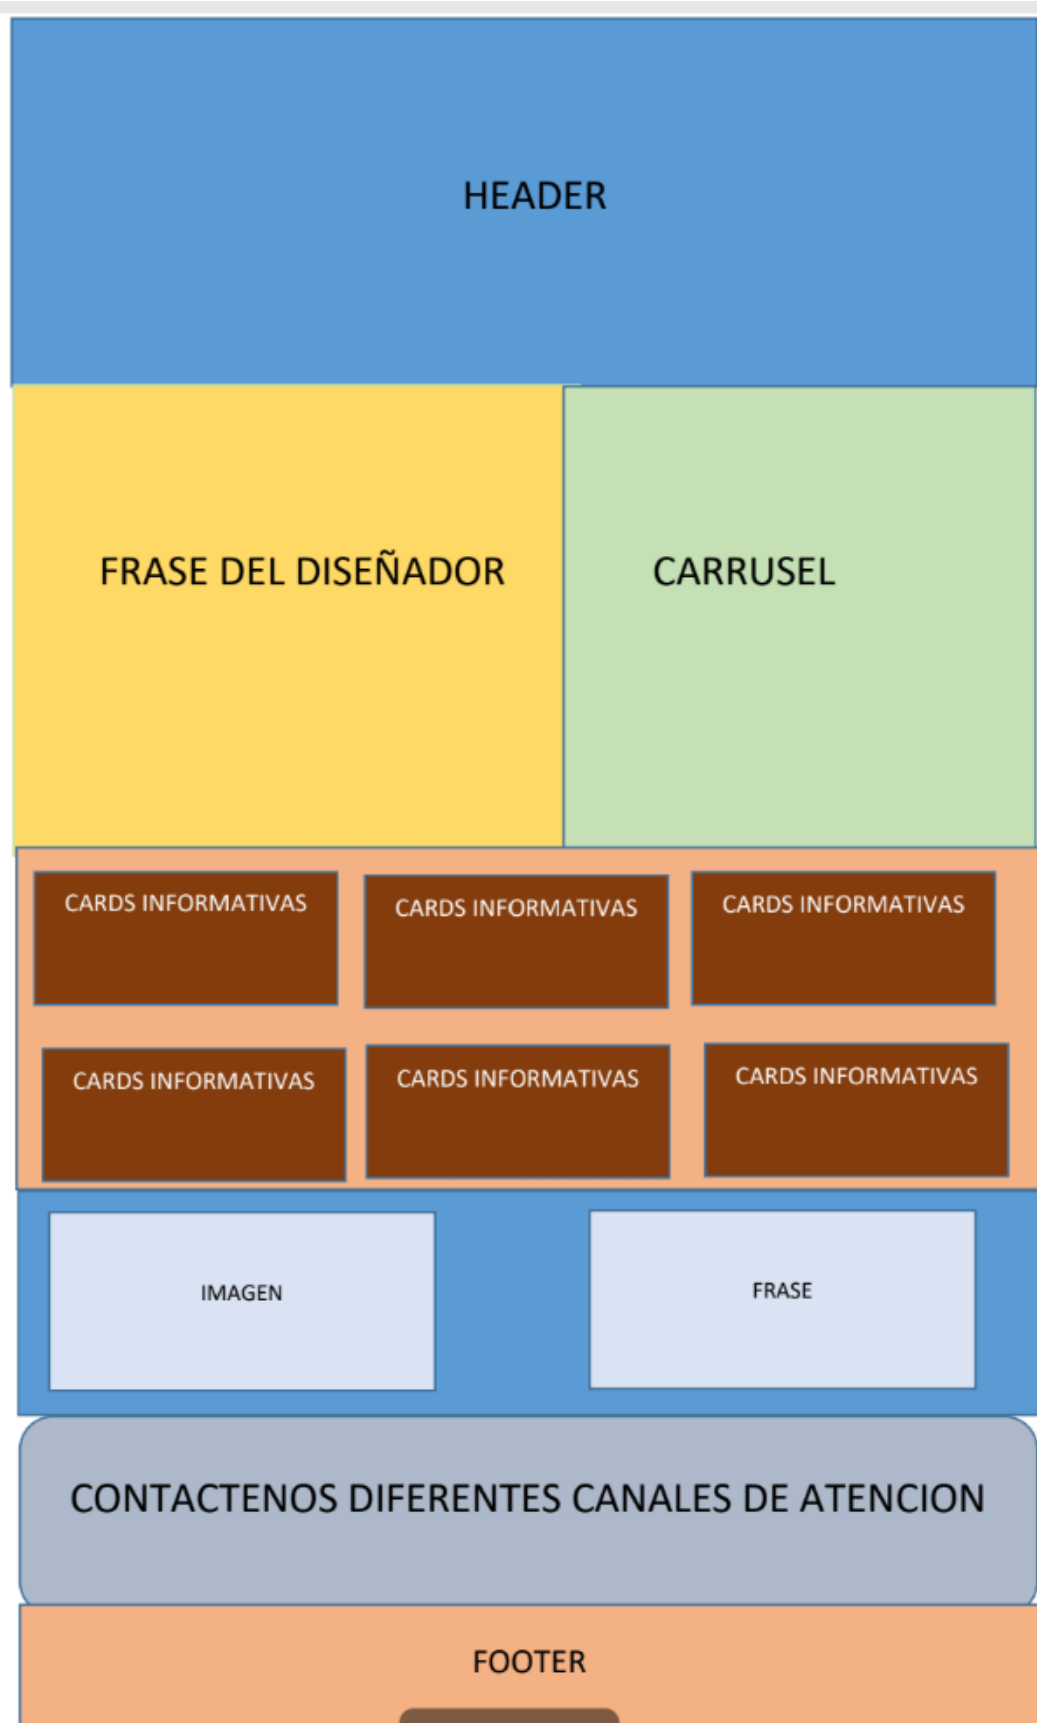 HEADER
FRASE DEL DISEÑADOR
CARRUSEL
CARDS INFORMATIVAS
CARDS INFORMATIVAS
CARDS INFORMATIVAS
CARDS INFORMATIVAS
CARDS INFORMATIVAS
CARDS INFORMATIVAS
IMAGEN
FRASE
CONTACTENOS DIFERENTES CANALES DE ATENCION
FOOTER